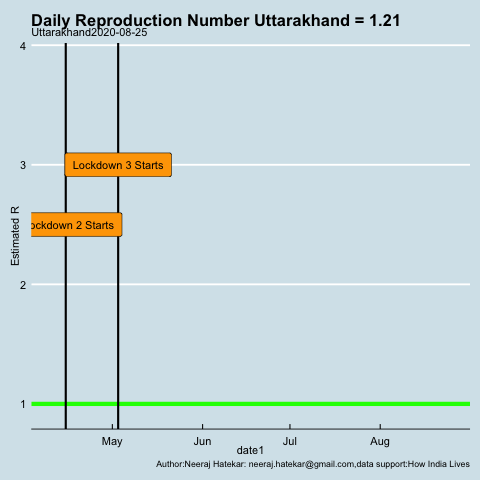 Daily Reproduction Number Uttarakhand = 1.21
Uttarakhand2020-08-25
4
3
2
1
Estimated R
Lockdown 3 Starts
ockdown 2 Starts
May Jun Jul Aug
date1
Author:Neeraj Hatekar: neeraj.hatekar@gmail.com,data support:How India Lives